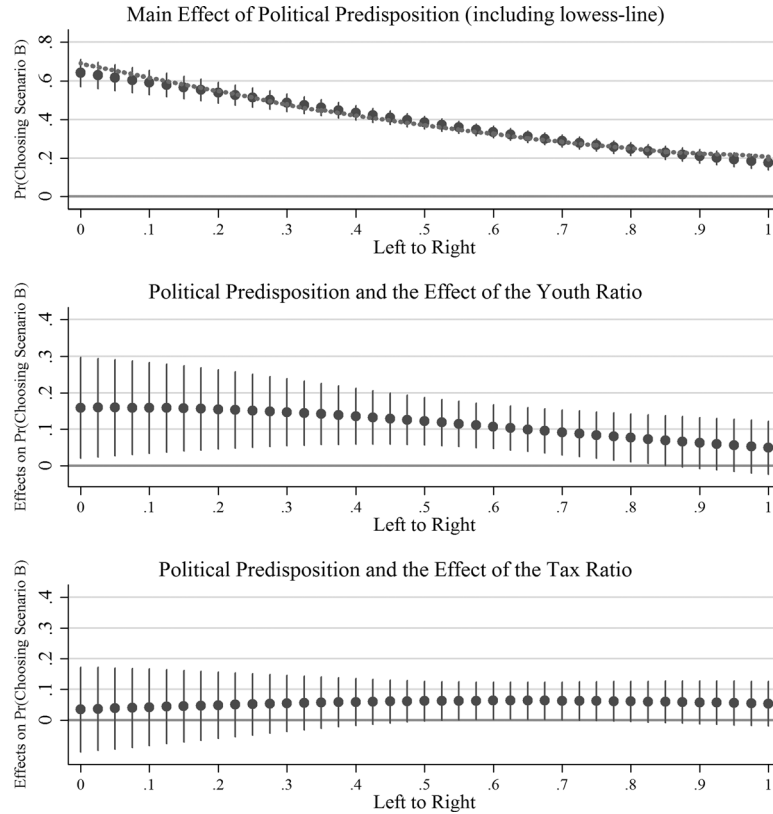 Main Effect of Political Predisposition (including lowess-line)
Pr(Choosing Scenario B)
.8
.6
.4
.2
0
0 .1 .2 .3 .4 .5 .6 .7 .8 .9 1
Left to Right
Political Predisposition and the Effect of the Youth Ratio
Effects on Pr(Choosing Scenario B)
.4
.3
.2
.1
0
0 .1 .2 .3 .4 .5 .6 .7 .8 .9 1
Left to Right
Political Predisposition and the Effect of the Tax Ratio
Effects on Pr(Choosing Scenario B)
.4
.3
.2
.1
0
0 .1 .2 .3 .4 .5 .6 .7 .8 .9 1
Left to Right